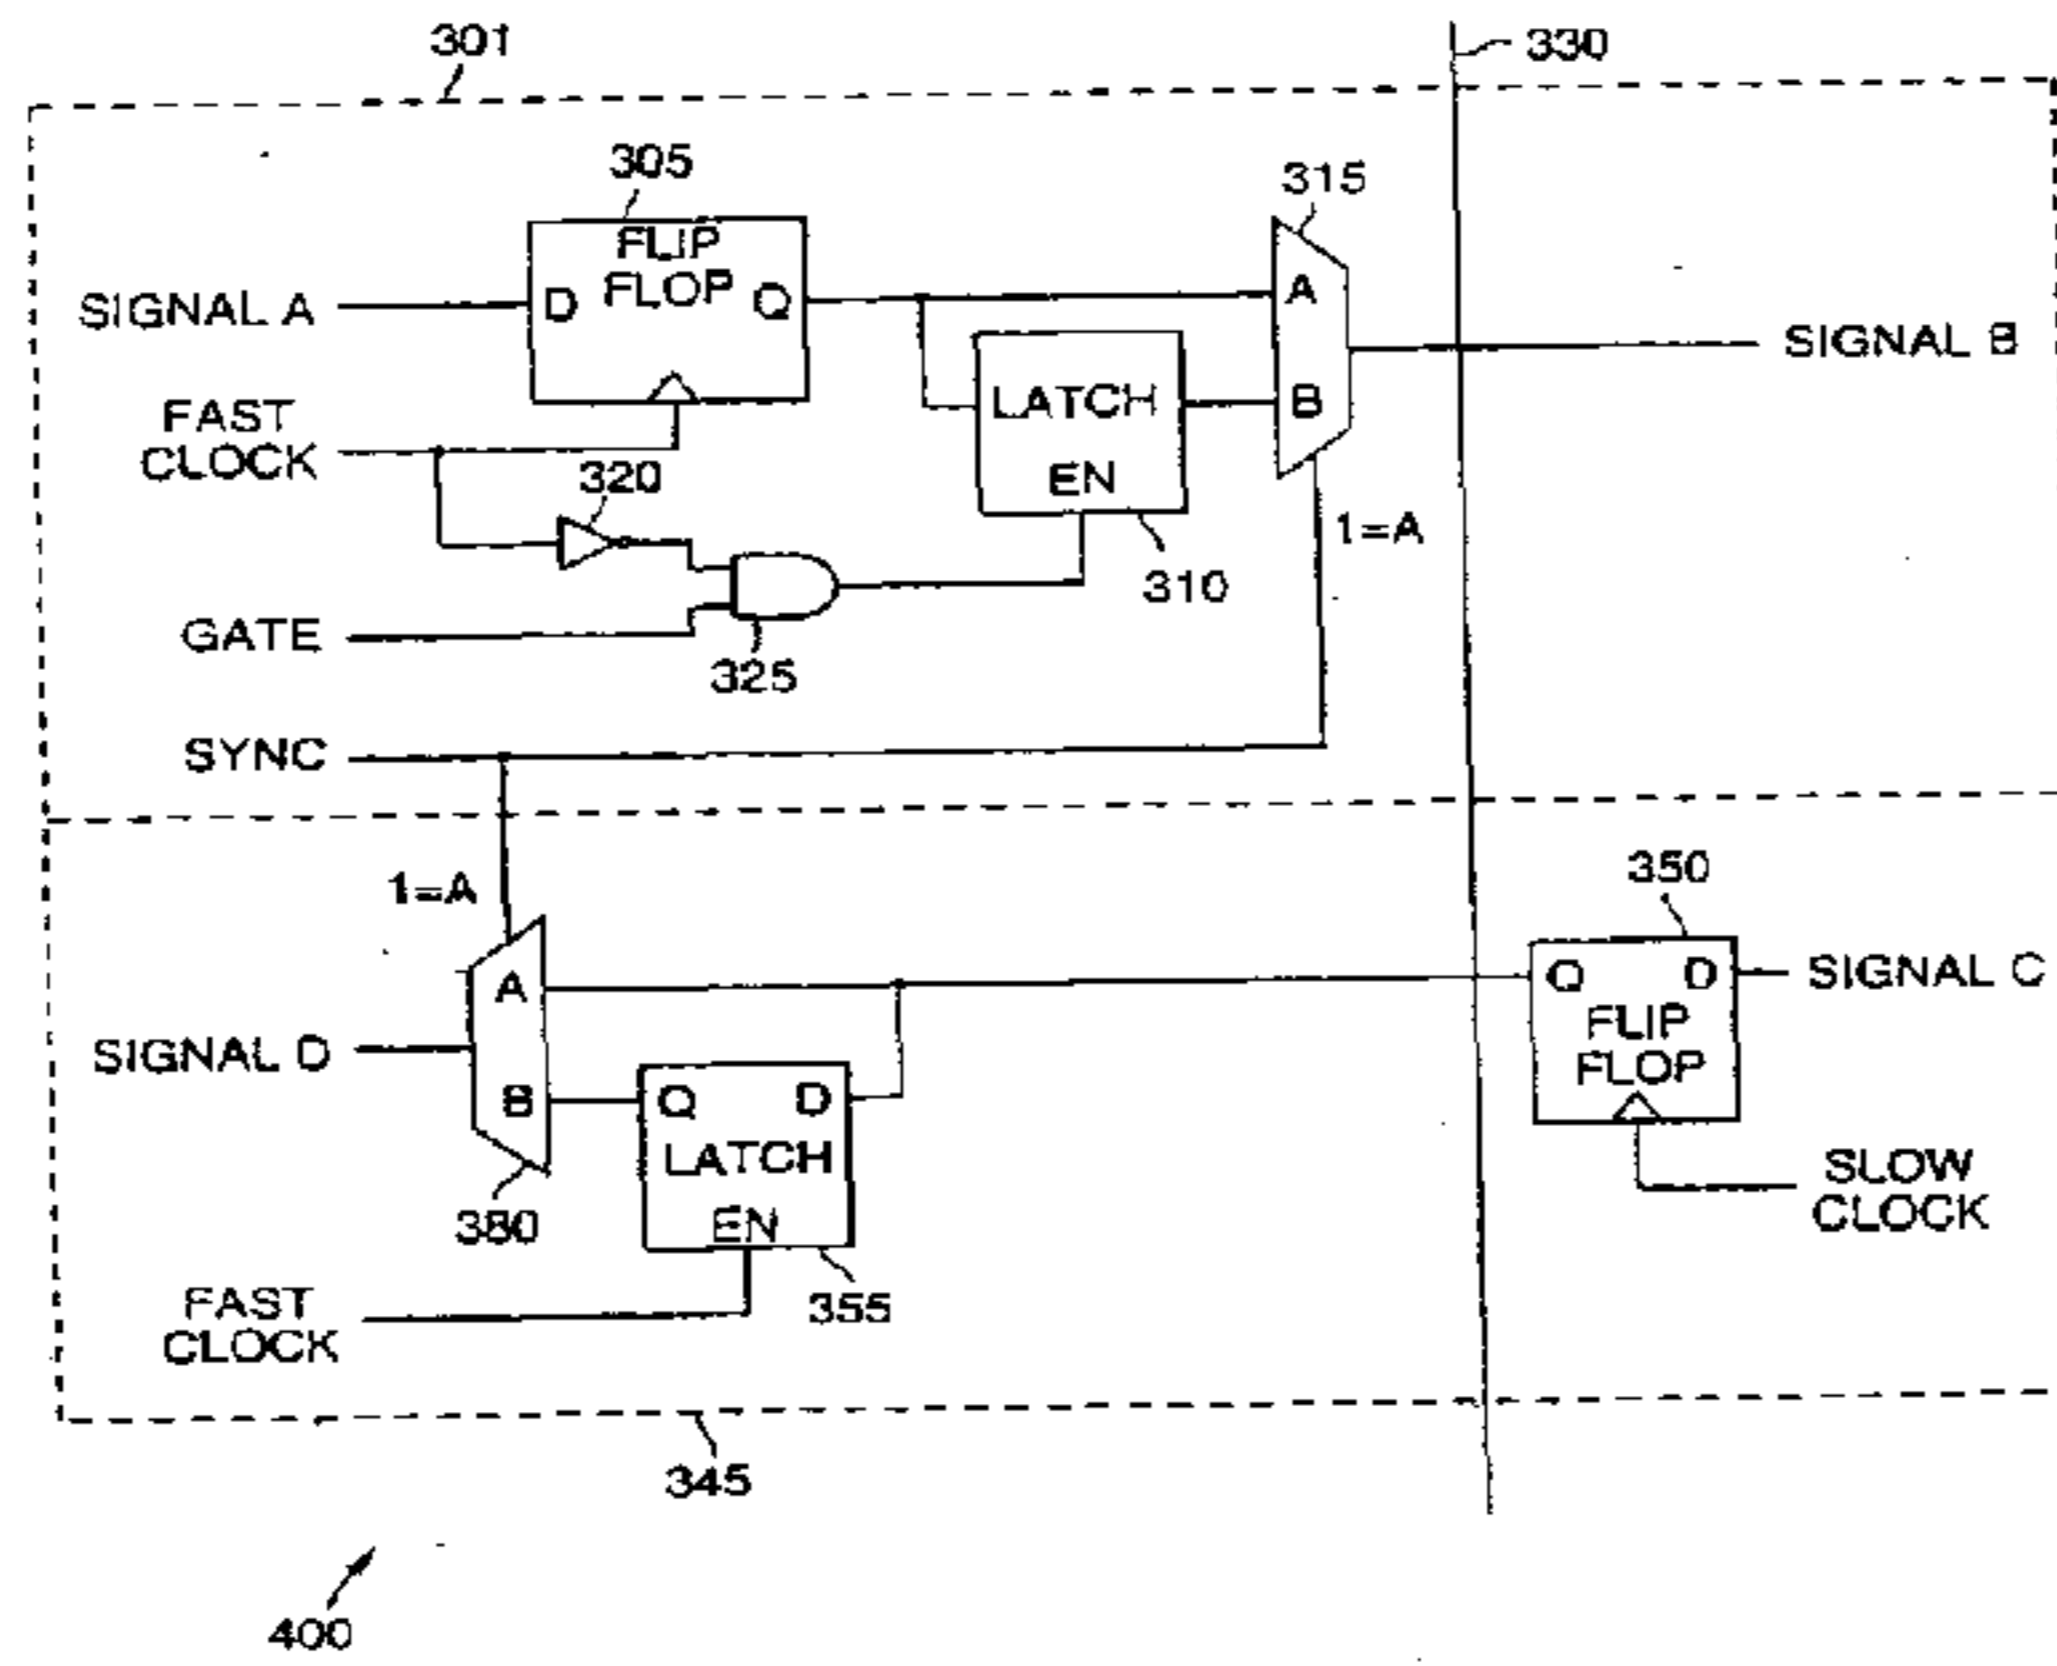 301
330
305
315
FLIP
FLOP
D
Q
A
SIGNAL A
SIGNAL B
LATCH
B
FAST
CLOCK
320
EN
1=A
310
GATE
325
SYNC
1=A
350
A
Q
D
SIGNAL C
FLIP
FLOP
SIGNAL D
B
Q
D
LATCH
EN
SLOW
CLOCK
FAST
CLOCK
355
345
400